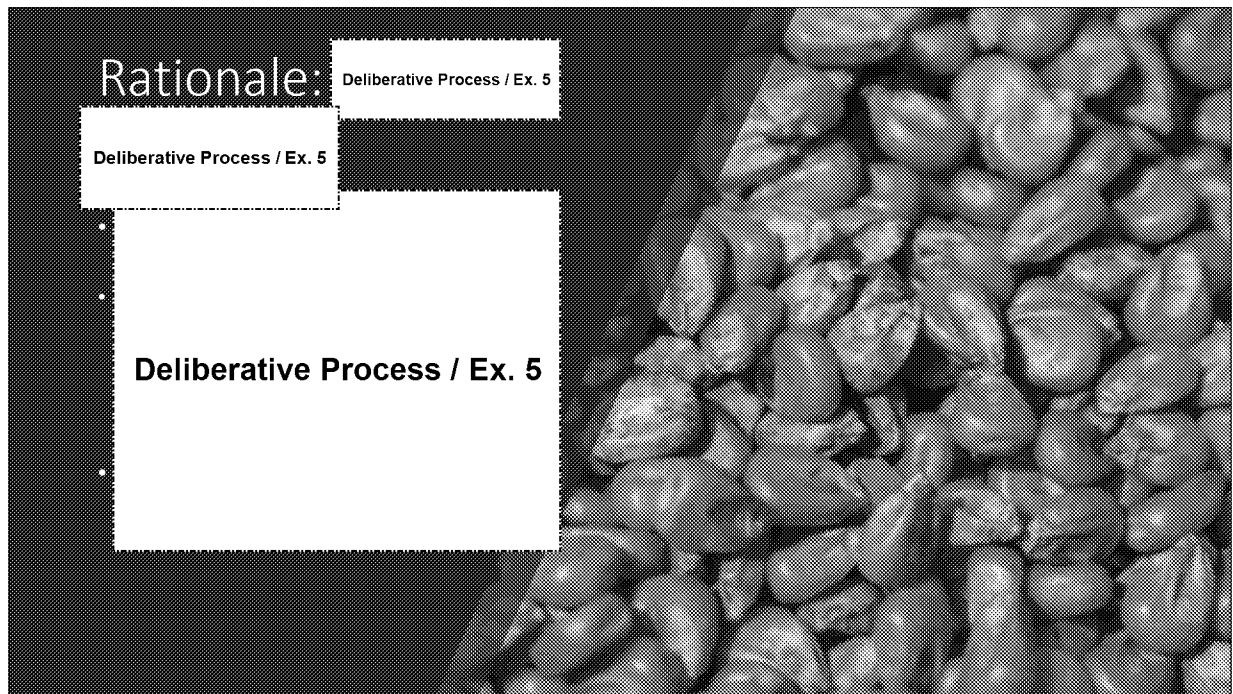 Rationale: Deliberative Process / Ex. 5
Deliberative Process / Ex. 5
Deliberative Process / Ex. 5